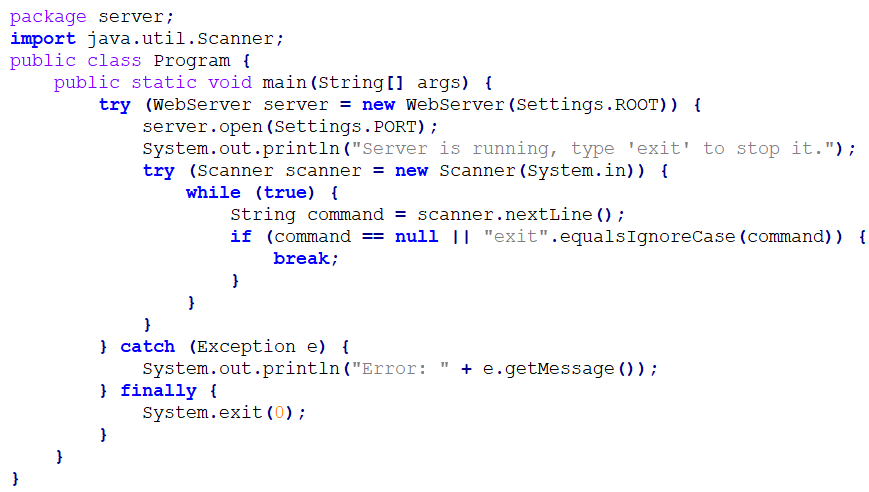 package server;
import java.util.Scanner;
public class Program {
    public static void main(String[] args) {
        try (WebServer server = new WebServer(Settings.ROOT)) {
            server.open(Settings.PORT);
            System.out.println("Server is running, type 'exit' to stop it.");
            try (Scanner scanner = new Scanner(System.in)) {
                while (true) {
                    String command = scanner.nextLine();
                    if (command == null || "exit".equalsIgnoreCase(command)) {
                        break;
                    }
                }
            }
        } catch (Exception e) {
            System.out.println("Error: " + e.getMessage());
        } finally {
            System.exit(0);
        }
    }
}